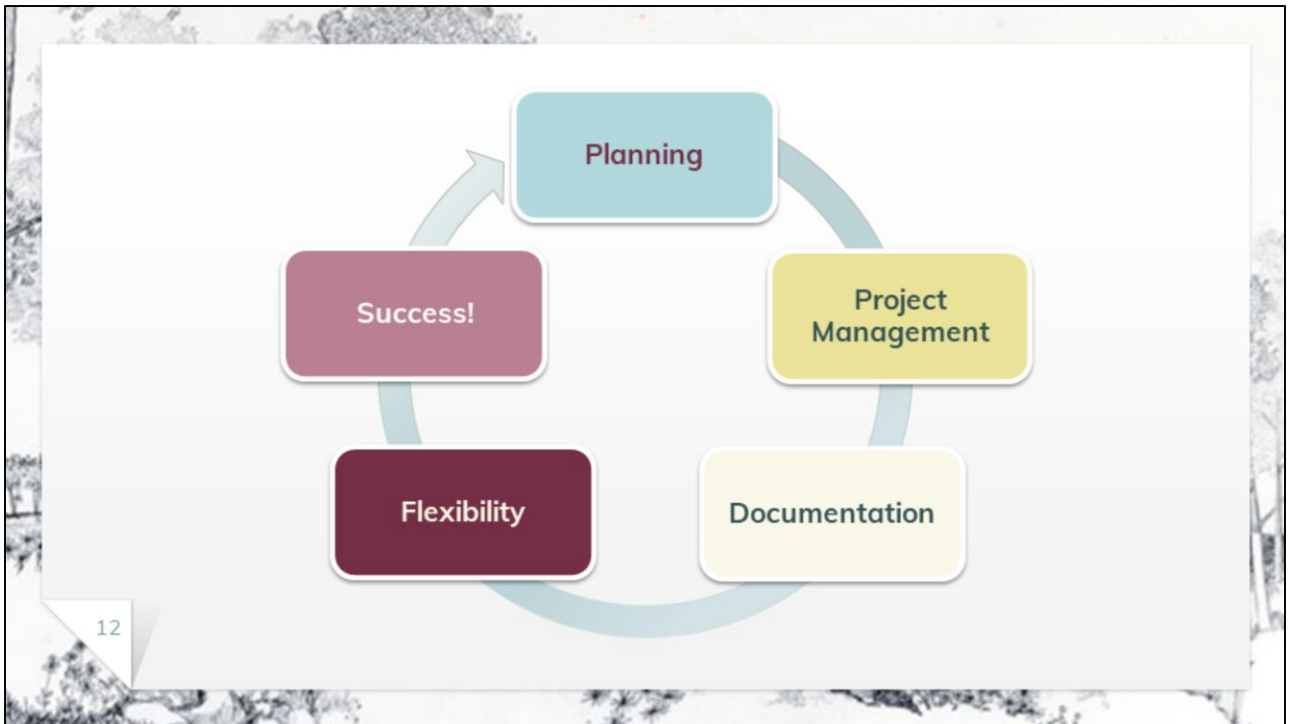 Planning
Project
Management
Documentation
Flexibility
Success!
12